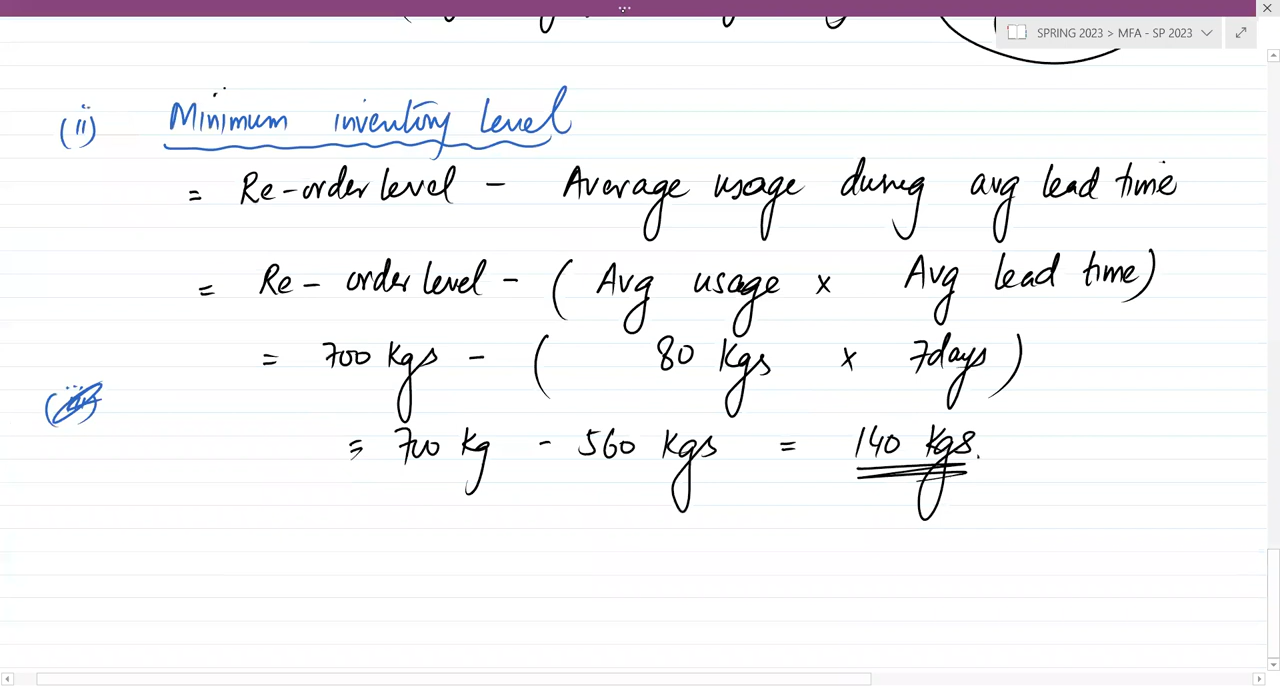 SPRING 2023 > MFA - SP 2023
(ii) Minimum inventory level
= Re-order level - Average usage during avg lead time
= Re-order level - (Avg usage x Avg lead time)
= 700 Kgs - (80 Kgs x 7days)
= 700 Kg - 560 Kgs = 140 Kgs.